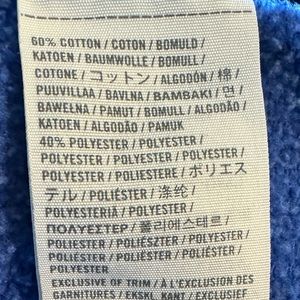 60% COTTON / COTON / BOMULD /
KATOEN / BAUMWOLLE / BOMULL /
COTONE / コットン / ALGODÓN / 棉 /
PUUVILLAA / BAVLNA / BAMBAKI / 면 /
BAWEŁNA / PAMUT / BOMULL / ALGODÃO /
KATOEN / ALGODÃO / PAMUK
40% POLYESTER / POLYESTER /
POLYESTER / POLYESTER / POLYESTER /
POLYESTER / POLIESTERE / ポリエス
テル / POLIÉSTER / 涤纶 /
POLYESTERIÄ / POLYESTER /
ΠΟΛΥΕΣΤΕΡ / 폴리에스테르 /
POLIESTER / POLIÉSZTER / POLYESTER /
POLIÉSTER / POLYESTER / POLIÉSTER /
POLYESTER
EXCLUSIVE OF TRIM / À L'EXCLUSION DES
GARNITURES / EKSKL. KANT / EXCLUSIEF